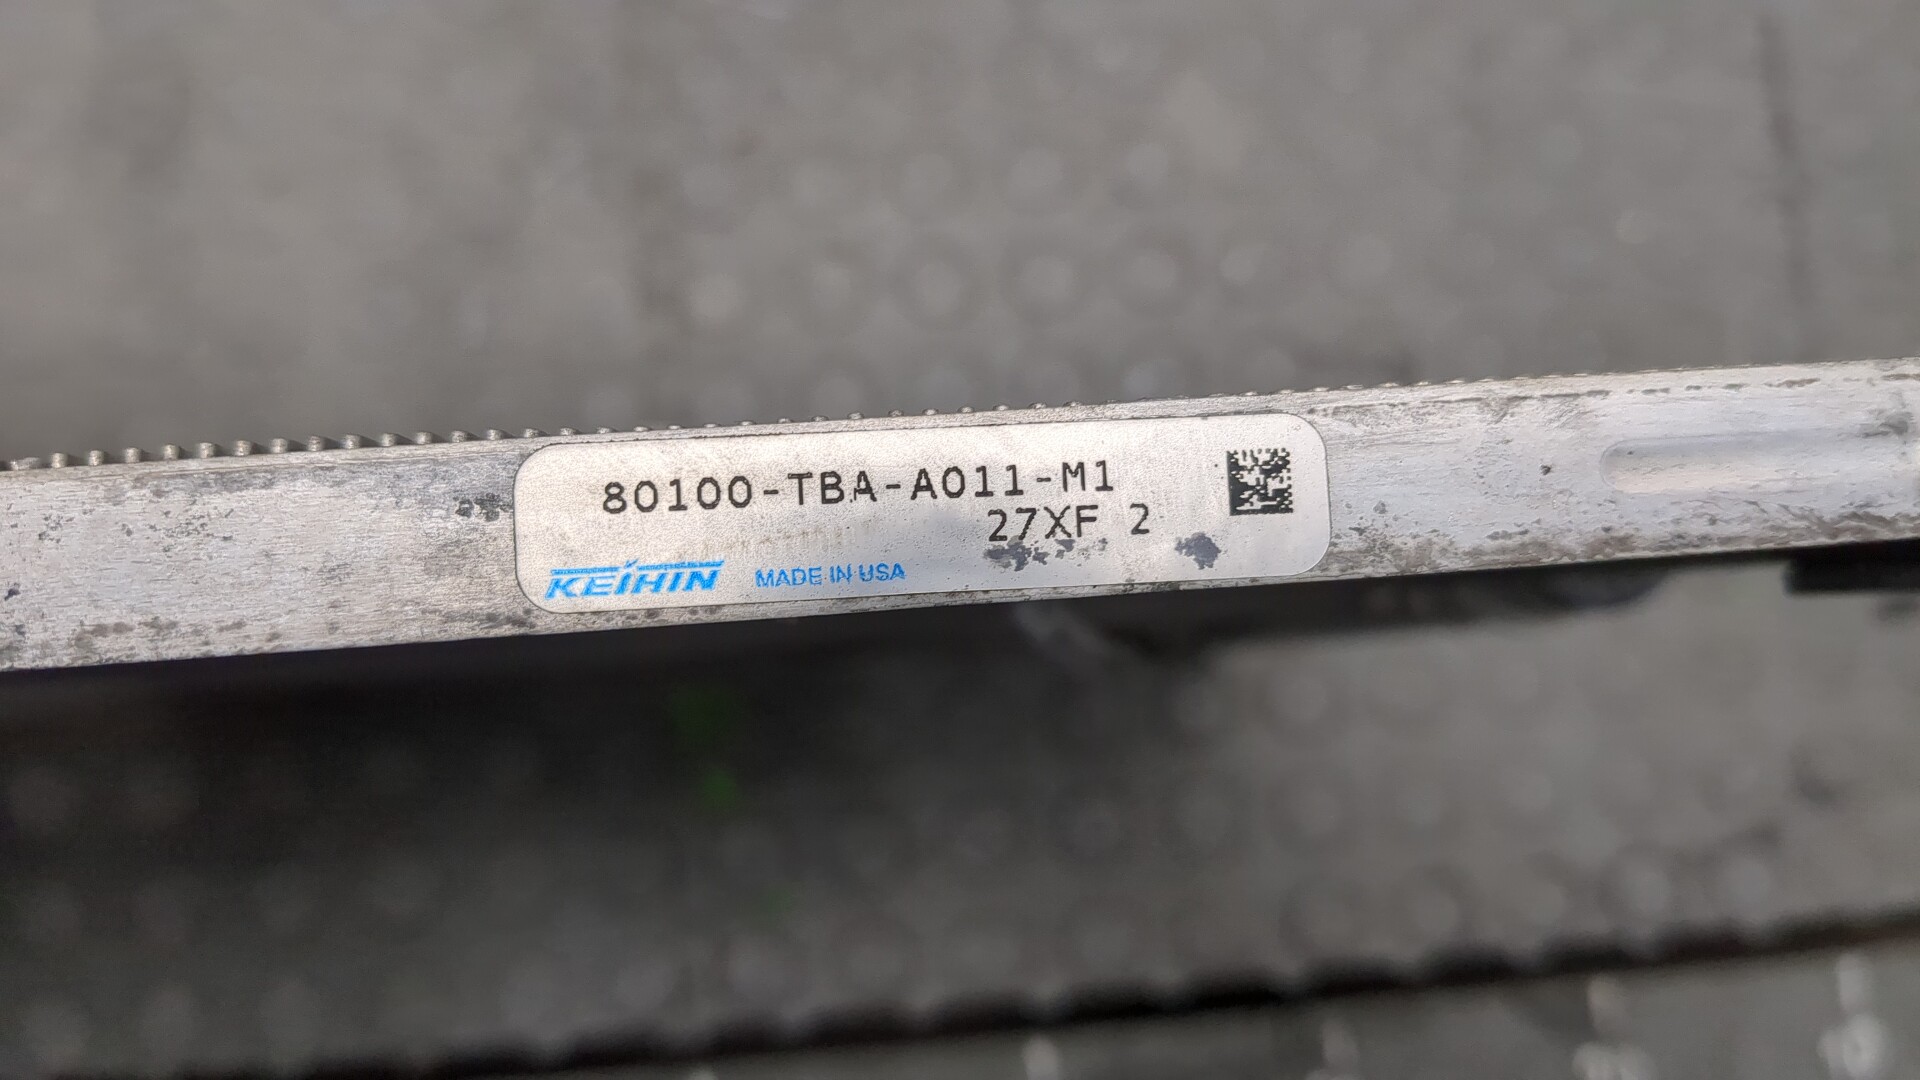 80100-TBA-A011-M1
27XF 2
KEIHIN MADE IN USA